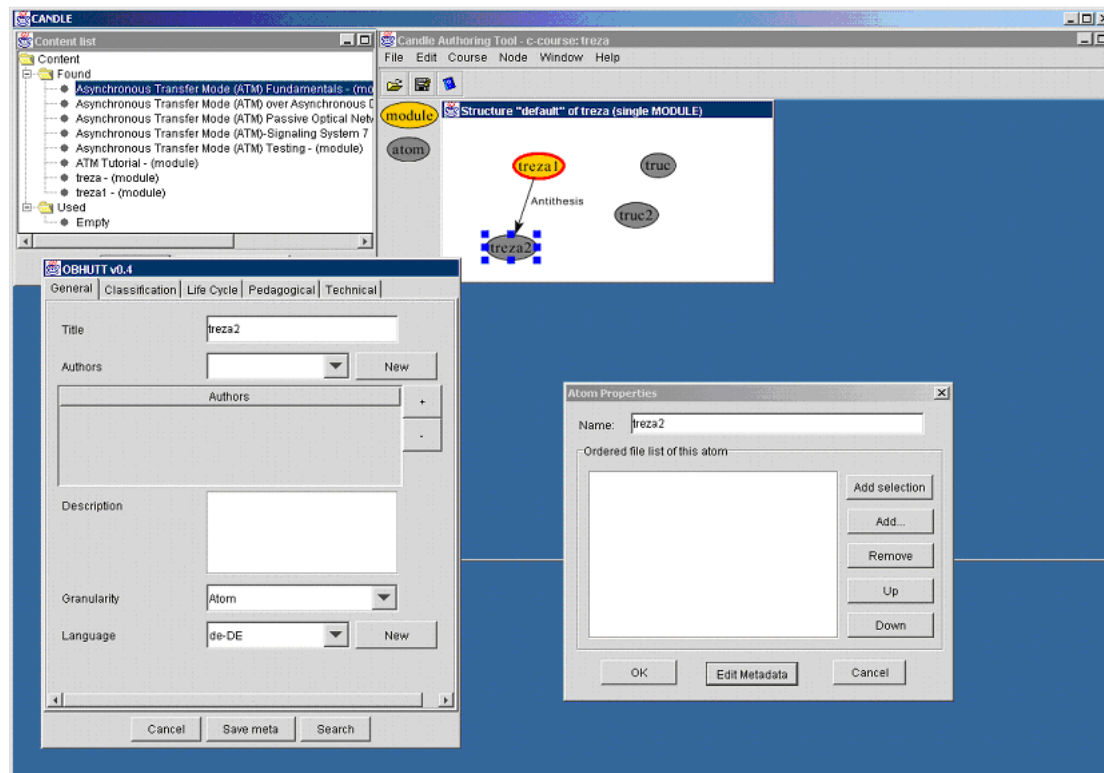 CANDLE
Content list
Content
Found
Asynchronous Transfer Mode (ATM) Fundamentals - (mo
Asynchronous Transfer Mode (ATM) over Asynchronous D
Asynchronous Transfer Mode (ATM) Passive Optical Netv
Asynchronous Transfer Mode (ATM)-Signaling System 7
Asynchronous Transfer Mode (ATM) Testing - (module)
ATM Tutorial - (module)
treza - (module)
treza1 - (module)
Used
Empty
Candle Authoring Tool - c-course: treza
File Edit Course Node Window Help
module
atom
Structure "default" of treza (single MODULE)
treza1
truc
Antithesis
truc2
treza2
OBHUTT v0.4
General Classification Life Cycle Pedagogical Technical
Title treza2
Authors New
Authors
+
-
Description
Granularity Atom
Language de-DE New
Cancel Save meta Search
Atom Properties
Name: treza2
Ordered file list of this atom
Add selection
Add...
Remove
Up
Down
OK Edit Metadata Cancel